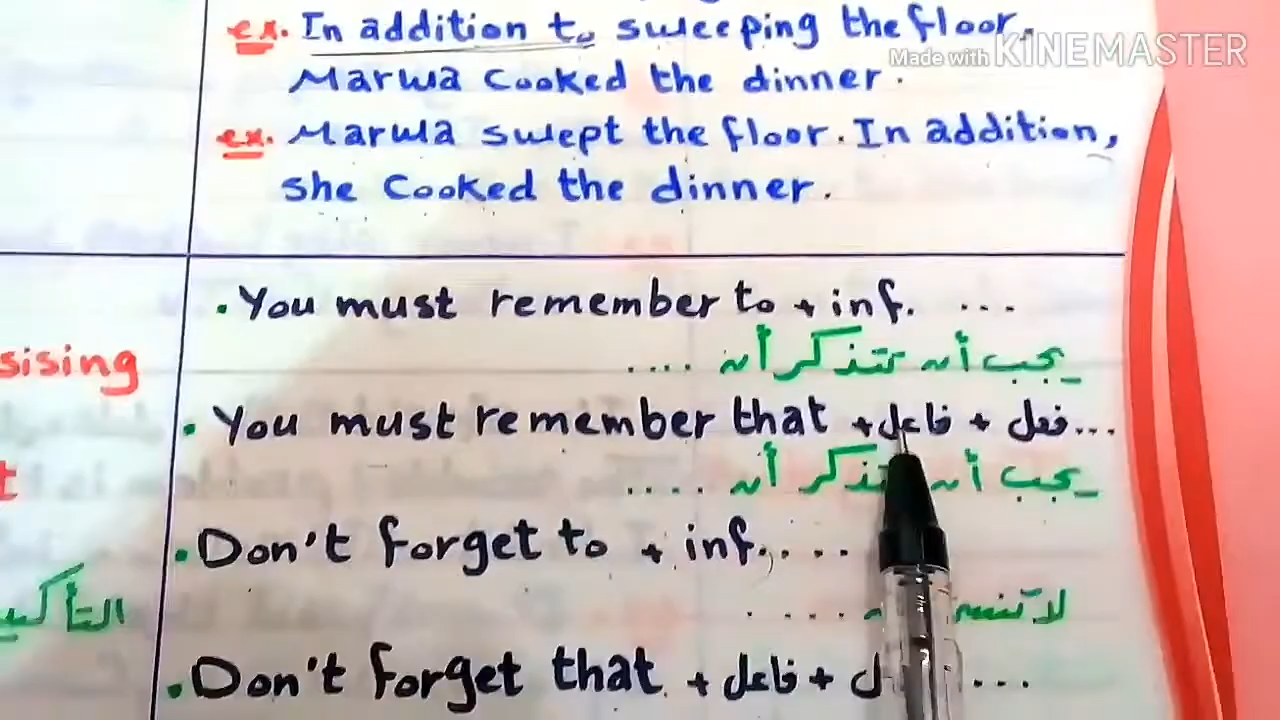 ex. In addition to sweeping the floor,
Made with KINEMASTER
Marwa cooked the dinner.
ex. Marwa swept the floor. In addition,
she cooked the dinner.
• You must remember to + inf. ...
يجب أن تتذكر أن ....
sising
• You must remember that + فاعل + فعل...
يجب أن تتذكر أن ....
t
• Don't forget to + inf. ...
لا تنس ....
التأكيد
• Don't forget that + فاعل + ...